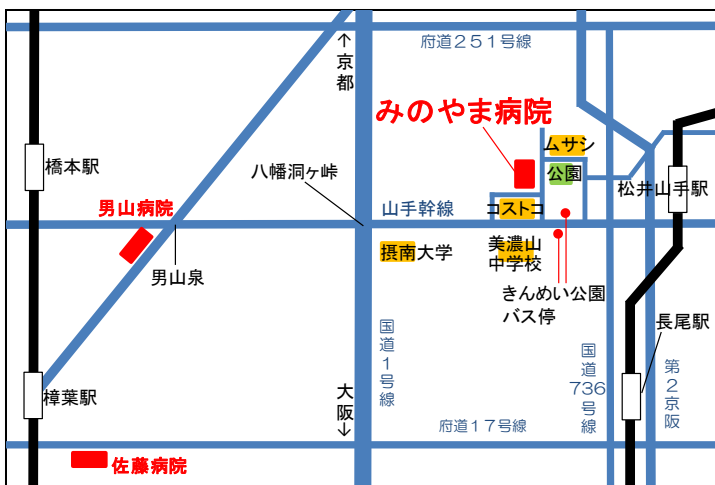 府道251号線
↑京都
みのやま病院
ムサシ
公園
橋本駅
八幡洞ヶ峠
松井山手駅
男山病院
山手幹線
コストコ
摂南大学
美濃山
中学校
男山泉
きんめい公園
バス停
長尾駅
国道1号線
国道736号線
第2京阪
樟葉駅
大阪↓
府道17号線
佐藤病院